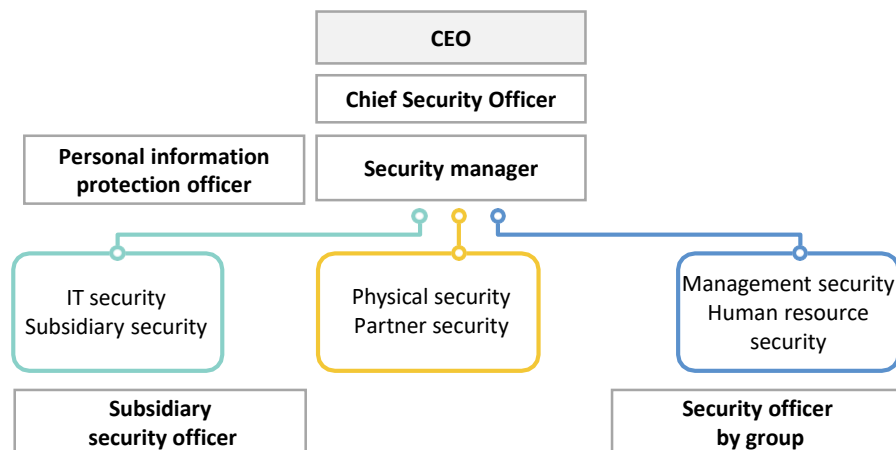 CEO
Chief Security Officer
Personal information
protection officer
Security manager
IT security
Subsidiary security
Physical security
Partner security
Management security
Human resource
security
Subsidiary
security officer
Security officer
by group